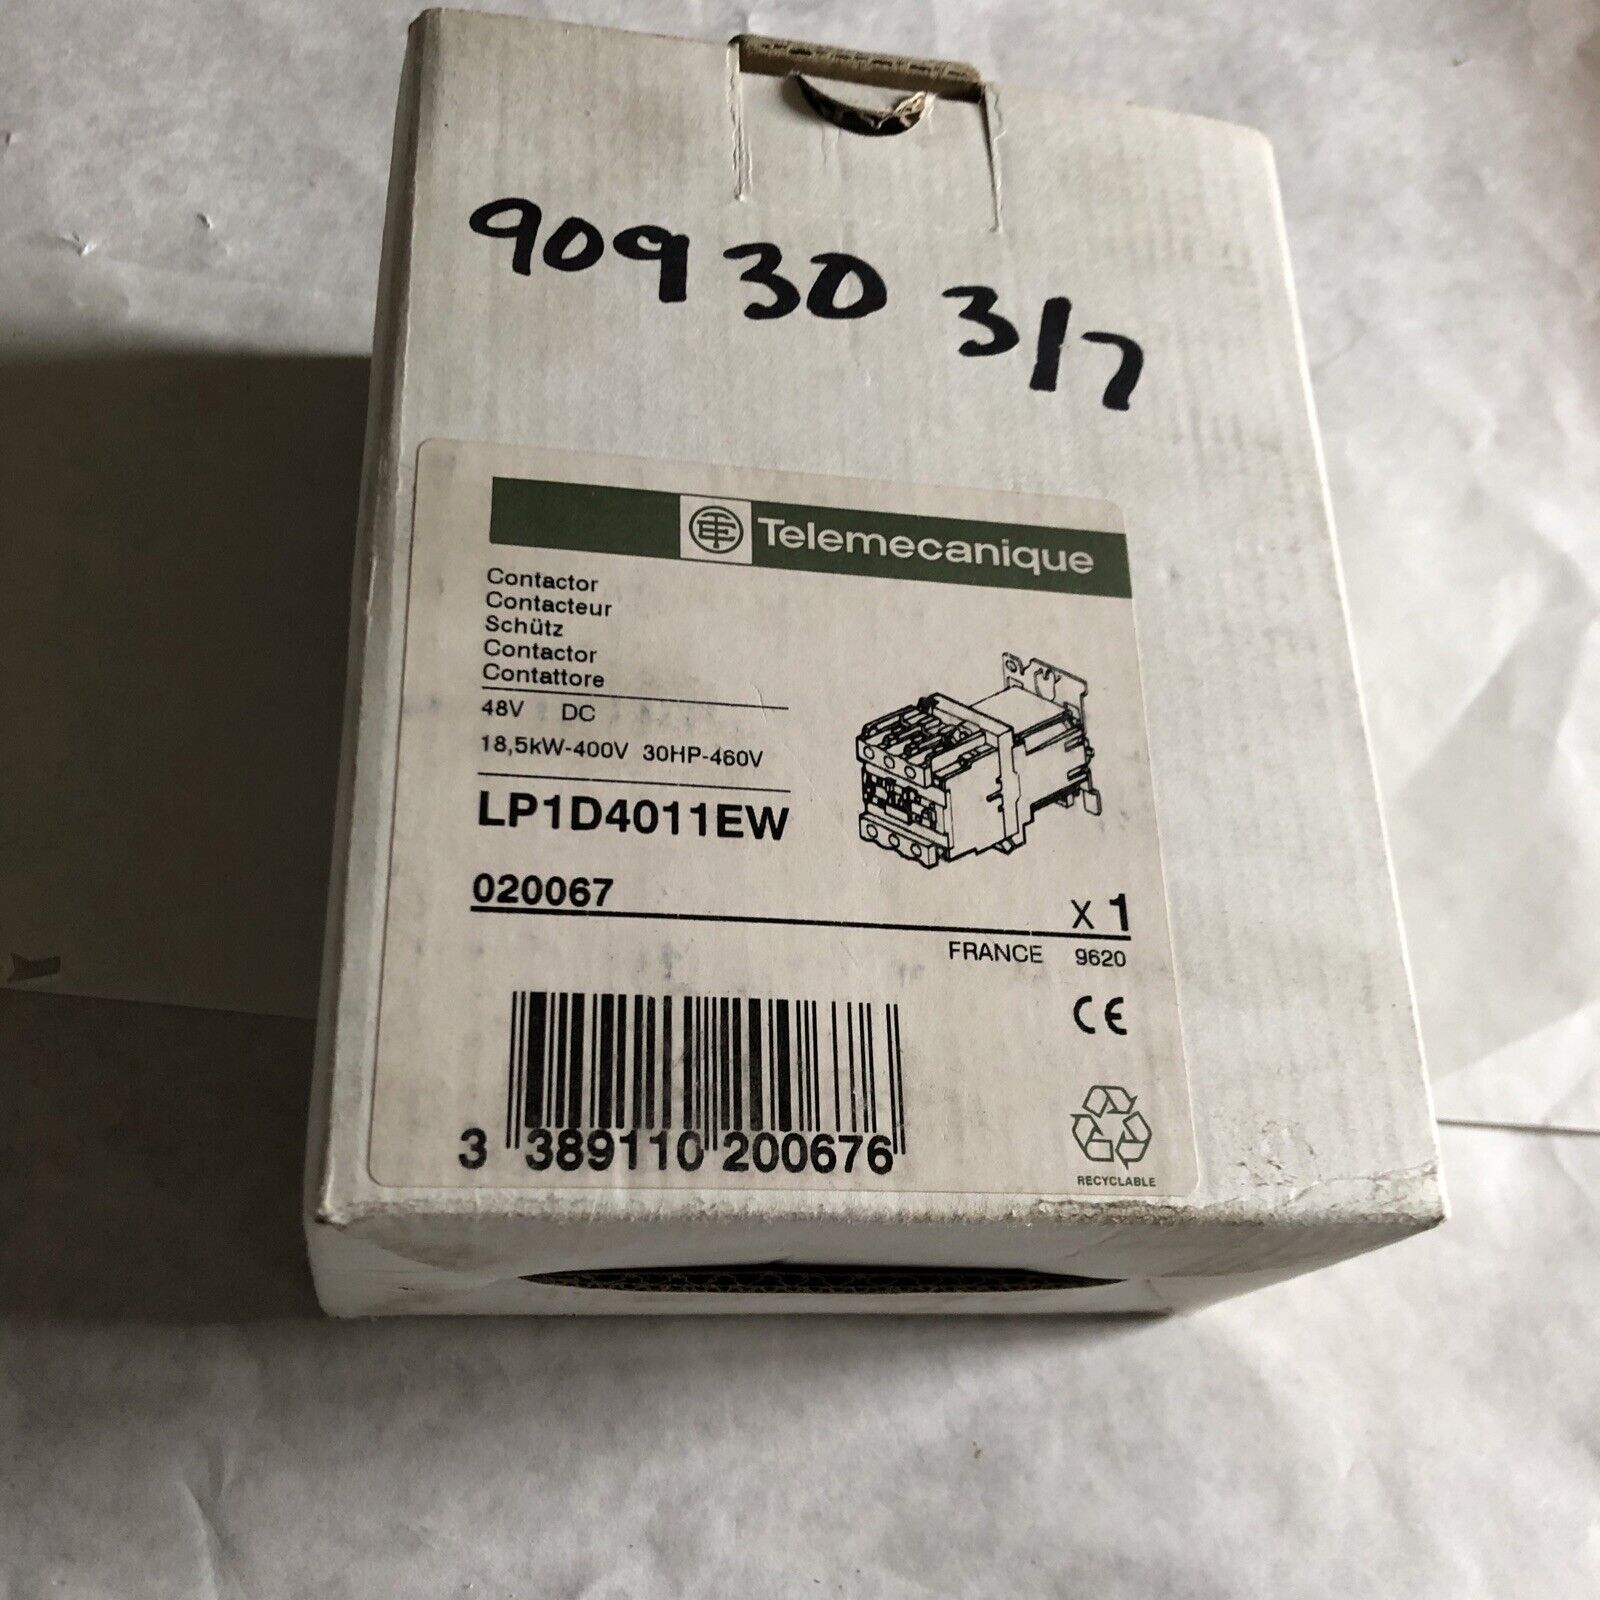 90930 3/7
Telemecanique
Contactor
Contacteur
Schütz
Contactor
Contattore
48V DC
18,5kW-400V 30HP-460V
LP1D4011EW
020067
x 1
FRANCE 9620
CE
3 389110 200676
RECYCLABLE